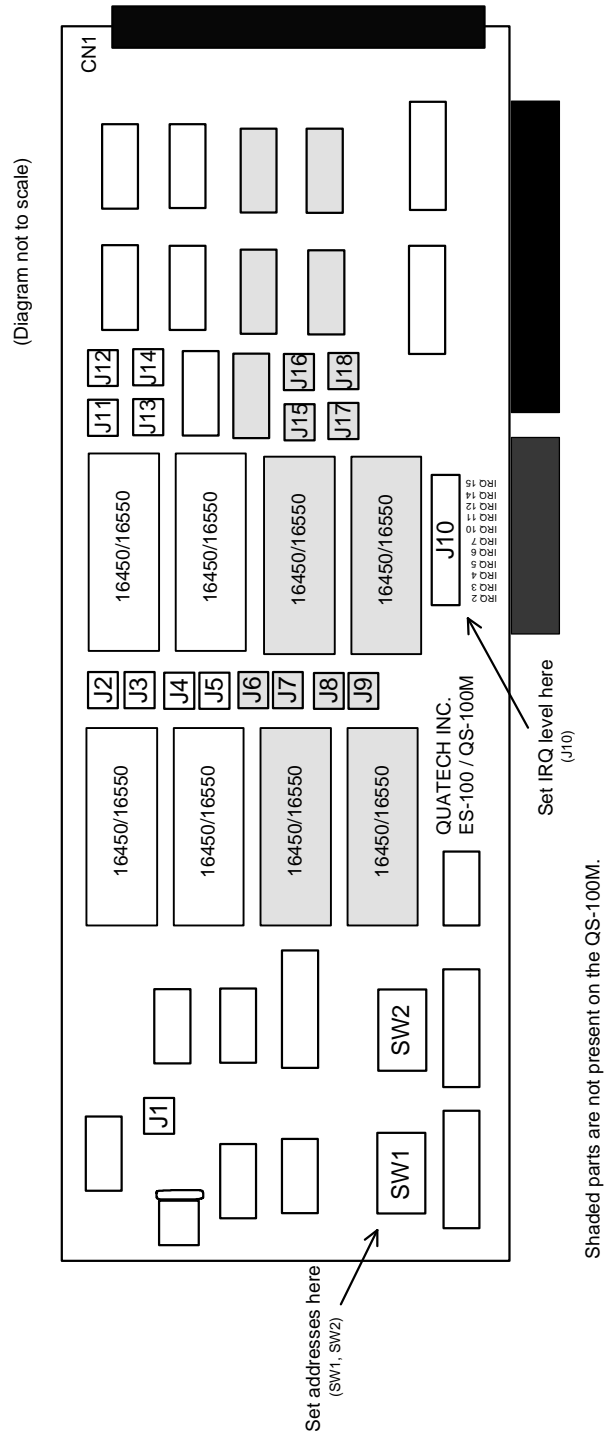 (Diagram not to scale)
CN1
J11
J12
J13
J14
J15
J16
J17
J18
16450/16550
16450/16550
16450/16550
16450/16550
J10
IRQ 2
IRQ 3
IRQ 4
IRQ 5
IRQ 6
IRQ 7
IRQ 10
IRQ 11
IRQ 12
IRQ 14
IRQ 15
J2
J3
J4
J5
J6
J7
J8
J9
16450/16550
16450/16550
16450/16550
16450/16550
QUATECH INC.
ES-100 / QS-100M
Set IRQ level here
(J10)
J1
SW1
SW2
Set addresses here
(SW1, SW2)
Shaded parts are not present on the QS-100M.